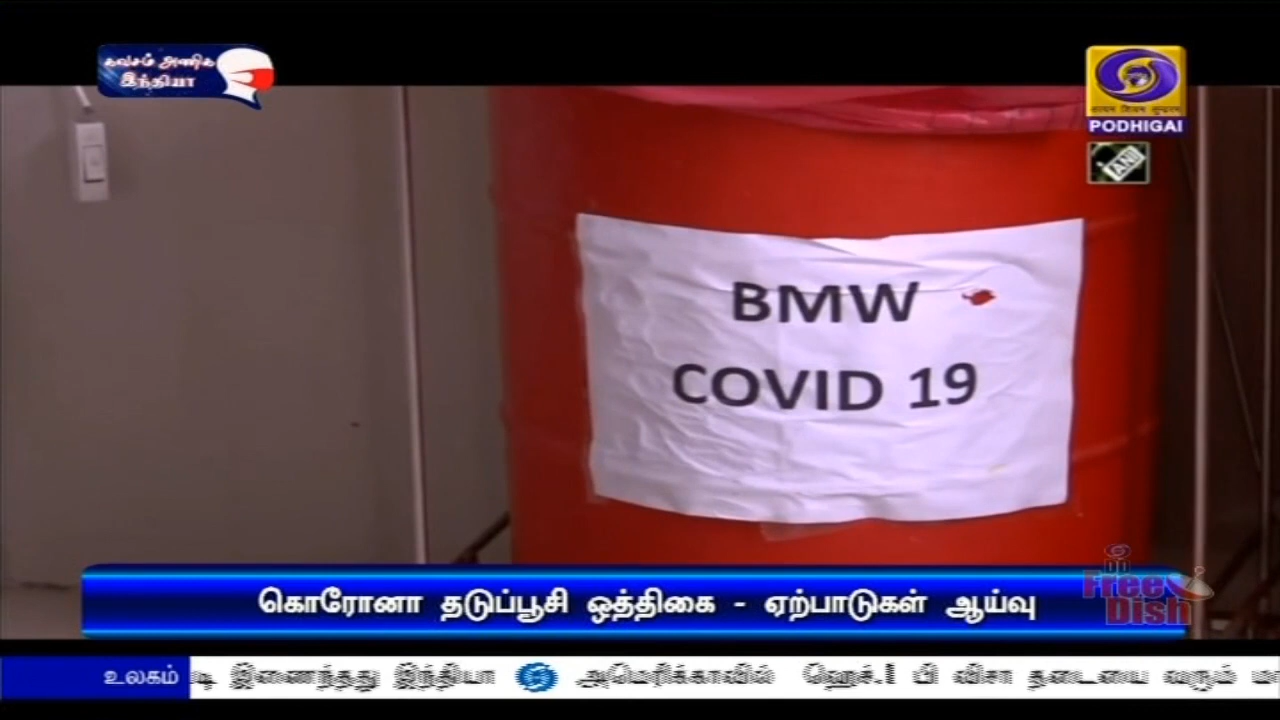 கவசம் அணிக
இந்தியா
PODHIGAI
ANI
BMW
COVID 19
கொரோனா தடுப்பூசி ஒத்திகை - ஏற்பாடுகள் ஆய்வு
Free
Dish
உலகம்
இணைந்தது இந்தியா அமெரிக்காவில் ஹெச்.1 பி விசா தடையை வரும்